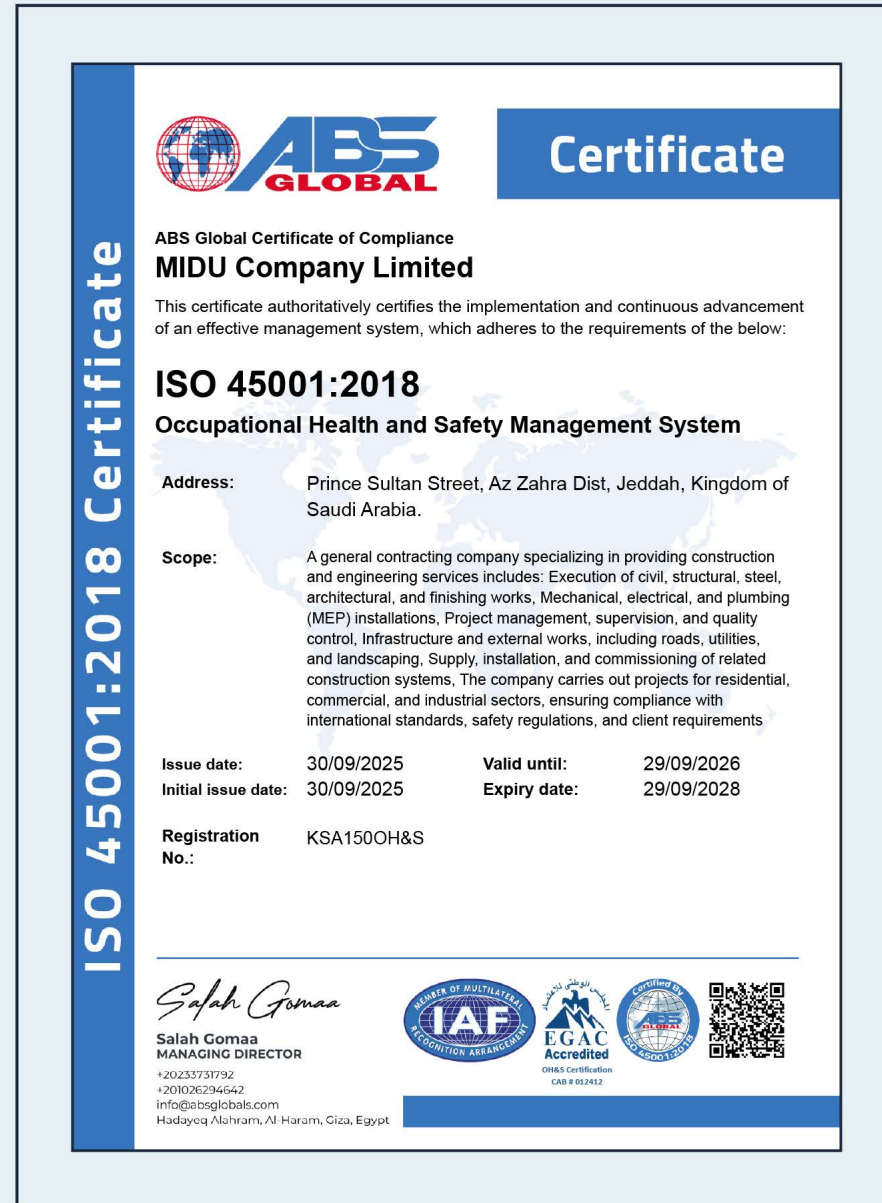 ISO 45001:2018 Certificate
ABS
GLOBAL
Certificate
ABS Global Certificate of Compliance
MIDU Company Limited
This certificate authoritatively certifies the implementation and continuous advancement
of an effective management system, which adheres to the requirements of the below:
ISO 45001:2018
Occupational Health and Safety Management System
Address: Prince Sultan Street, Az Zahra Dist, Jeddah, Kingdom of
Saudi Arabia.
Scope: A general contracting company specializing in providing construction
and engineering services includes: Execution of civil, structural, steel,
architectural, and finishing works, Mechanical, electrical, and plumbing
(MEP) installations, Project management, supervision, and quality
control, Infrastructure and external works, including roads, utilities,
and landscaping, Supply, installation, and commissioning of related
construction systems, The company carries out projects for residential,
commercial, and industrial sectors, ensuring compliance with
international standards, safety regulations, and client requirements
Issue date: 30/09/2025 Valid until: 29/09/2026
Initial issue date: 30/09/2025 Expiry date: 29/09/2028
Registration KSA150OH&S
No.:
Salah Gomaa
Salah Gomaa
MANAGING DIRECTOR
+20233731792
+201026294642
info@absglobals.com
Hadayeq Alahram, Al-Haram, Giza, Egypt
MEMBER OF MULTILATERAL
IAF
RECOGNITION ARRANGEMENT
المجلس الوطني للاعتماد
EGAC
Accredited
OH&S Certification
CAB # 012412
Certified By
ABS
GLOBAL
ISO 45001:2018